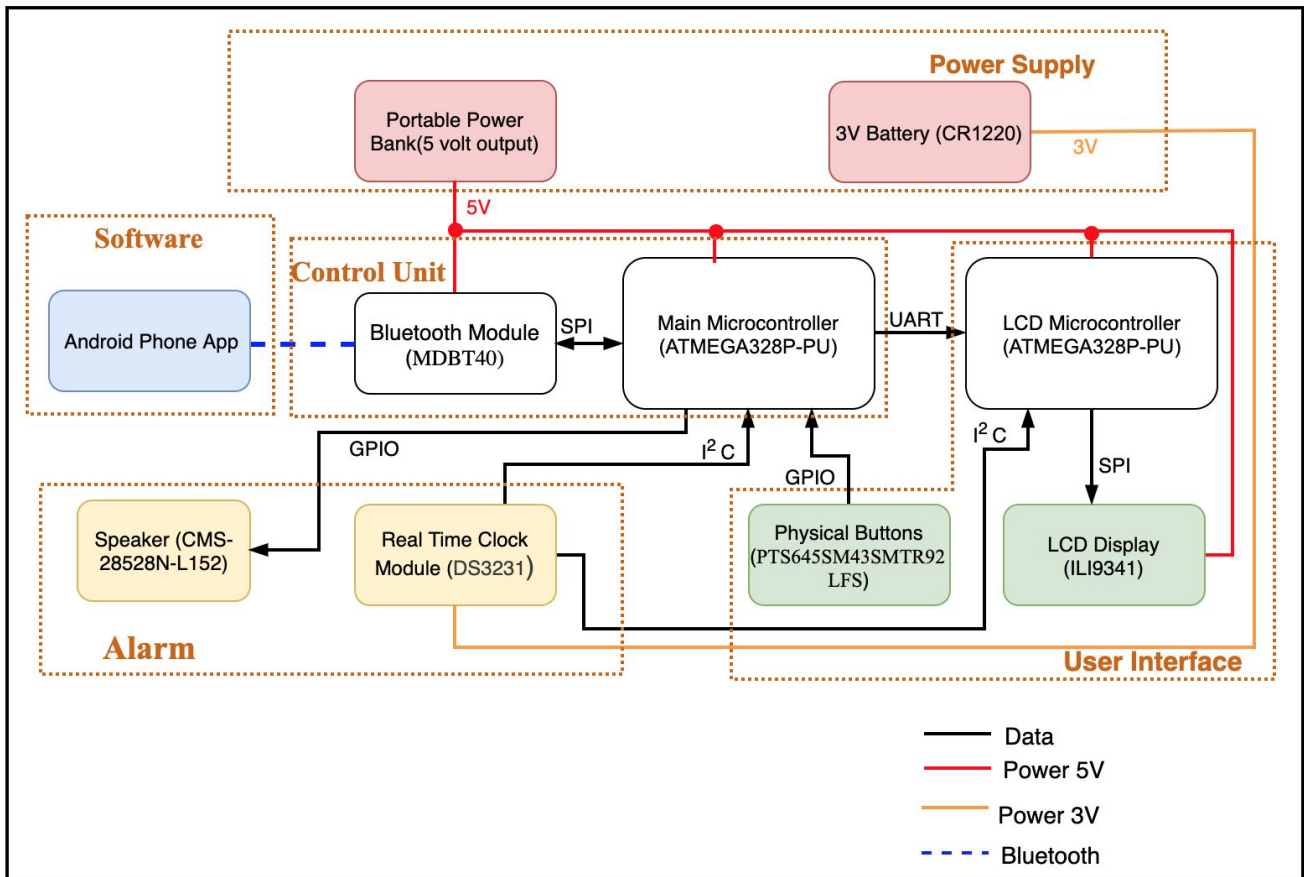 Power Supply
Portable Power
Bank(5 volt output)
3V Battery (CR1220)
3V
5V
Software
Control Unit
Android Phone App
Bluetooth Module
(MDBT40)
SPI
Main Microcontroller
(ATMEGA328P-PU)
UART
LCD Microcontroller
(ATMEGA328P-PU)
GPIO
I² C
GPIO
I² C
SPI
Speaker (CMS-
28528N-L152)
Real Time Clock
Module (DS3231)
Physical Buttons
(PTS645SM43SMTR92
LFS)
LCD Display
(ILI9341)
Alarm
User Interface
Data
Power 5V
Power 3V
Bluetooth